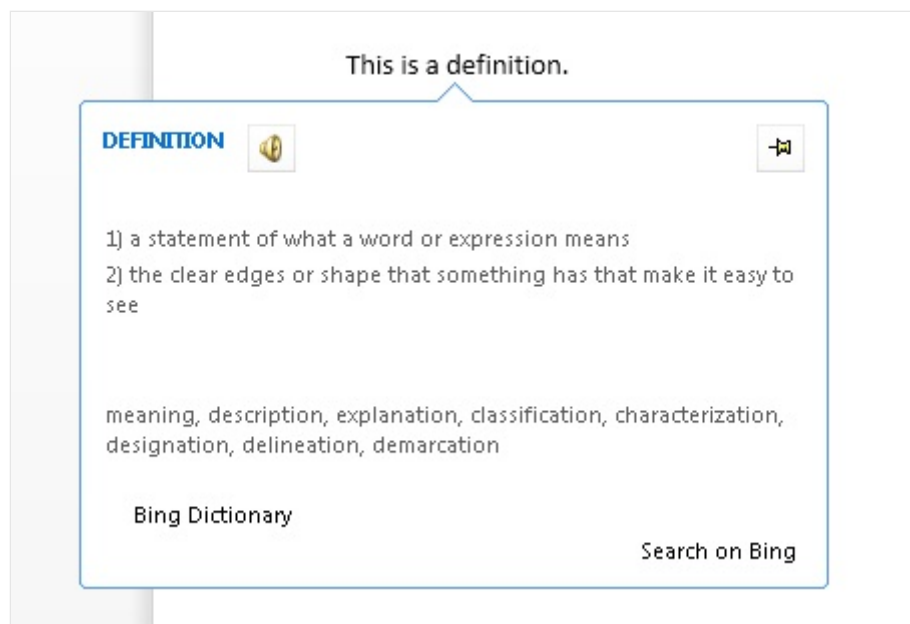 This is a definition.
DEFINITION
1) a statement of what a word or expression means
2) the clear edges or shape that something has that make it easy to
see
meaning, description, explanation, classification, characterization,
designation, delineation, demarcation
Bing Dictionary
Search on Bing